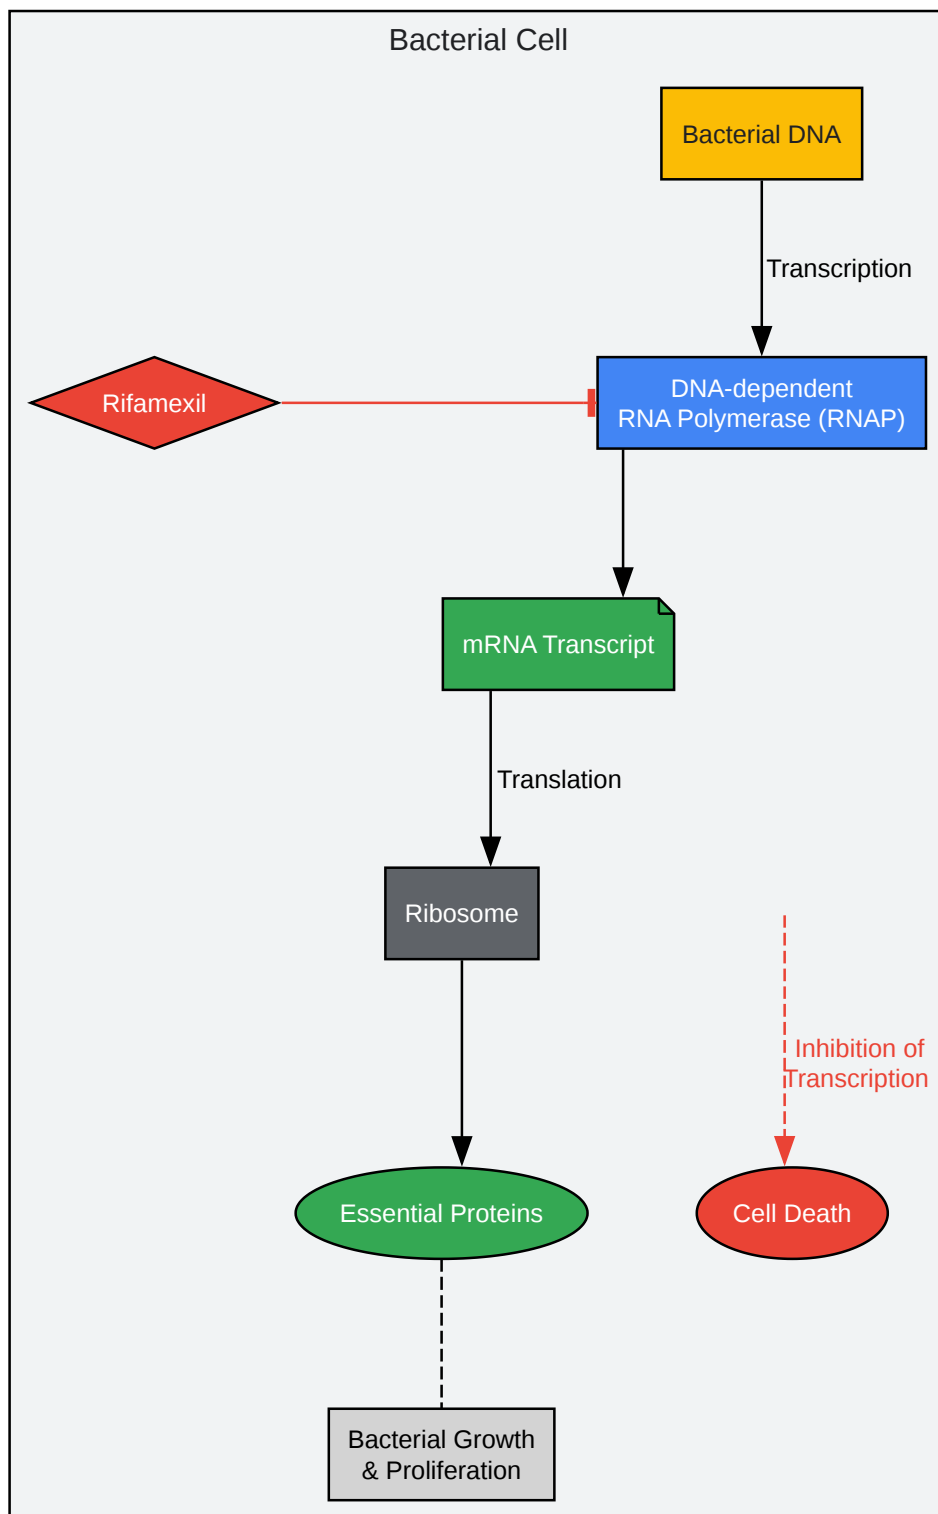 Bacterial Cell
Bacterial DNA
Transcription
Rifamexil
DNA-dependent
RNA Polymerase (RNAP)
mRNA Transcript
Translation
Ribosome
Inhibition of
Transcription
Essential Proteins
Cell Death
Bacterial Growth
& Proliferation